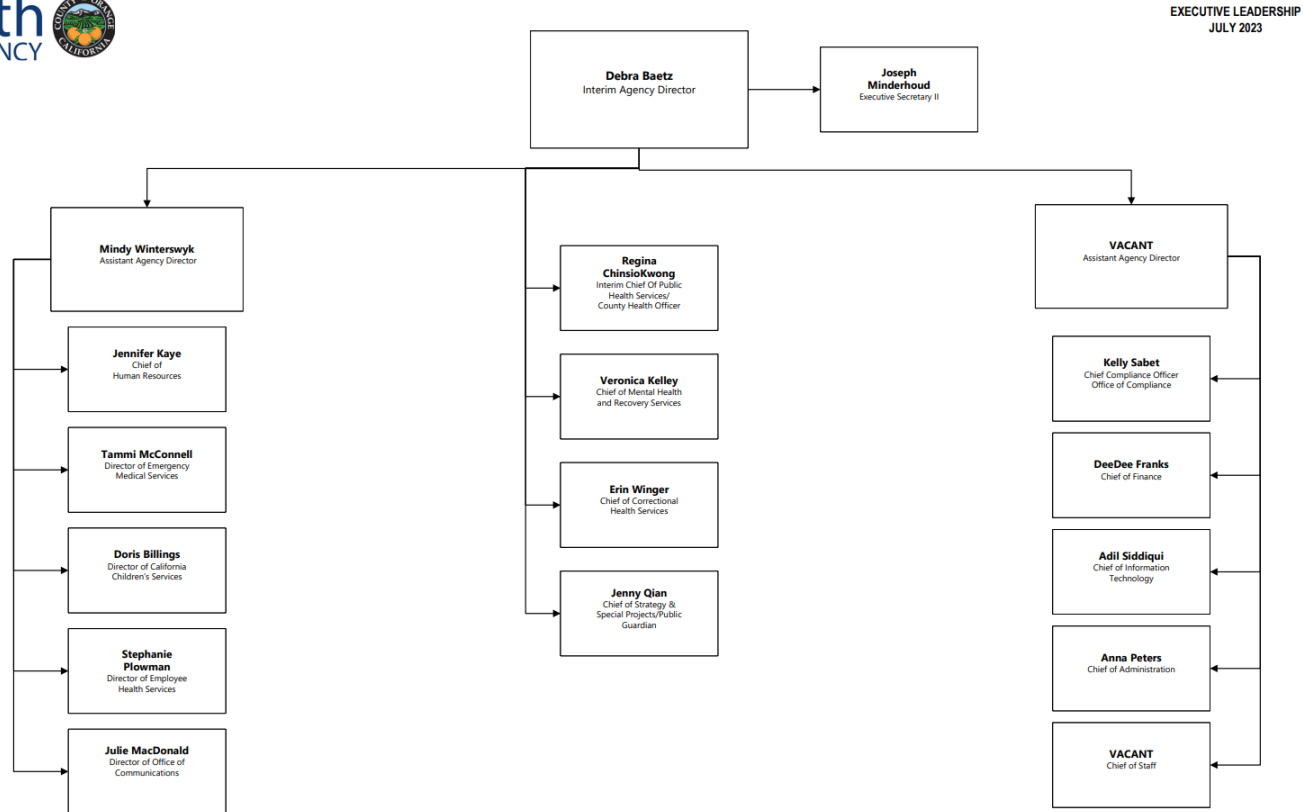 EXECUTIVE LEADERSHIP
JULY 2023
th
NCY
COUNTY OF ORANGE
CALIFORNIA
Debra Baetz
Interim Agency Director
Joseph
Minderhoud
Executive Secretary II
Mindy Winterswyk
Assistant Agency Director
Jennifer Kaye
Chief of
Human Resources
Tammi McConnell
Director of Emergency
Medical Services
Doris Billings
Director of California
Children's Services
Stephanie
Plowman
Director of Employee
Health Services
Julie MacDonald
Director of Office of
Communications
Regina
ChinsioKwong
Interim Chief Of Public
Health Services/
County Health Officer
Veronica Kelley
Chief of Mental Health
and Recovery Services
Erin Winger
Chief of Correctional
Health Services
Jenny Qian
Chief of Strategy &
Special Projects/Public
Guardian
VACANT
Assistant Agency Director
Kelly Sabet
Chief Compliance Officer
Office of Compliance
DeeDee Franks
Chief of Finance
Adil Siddiqui
Chief of Information
Technology
Anna Peters
Chief of Administration
VACANT
Chief of Staff